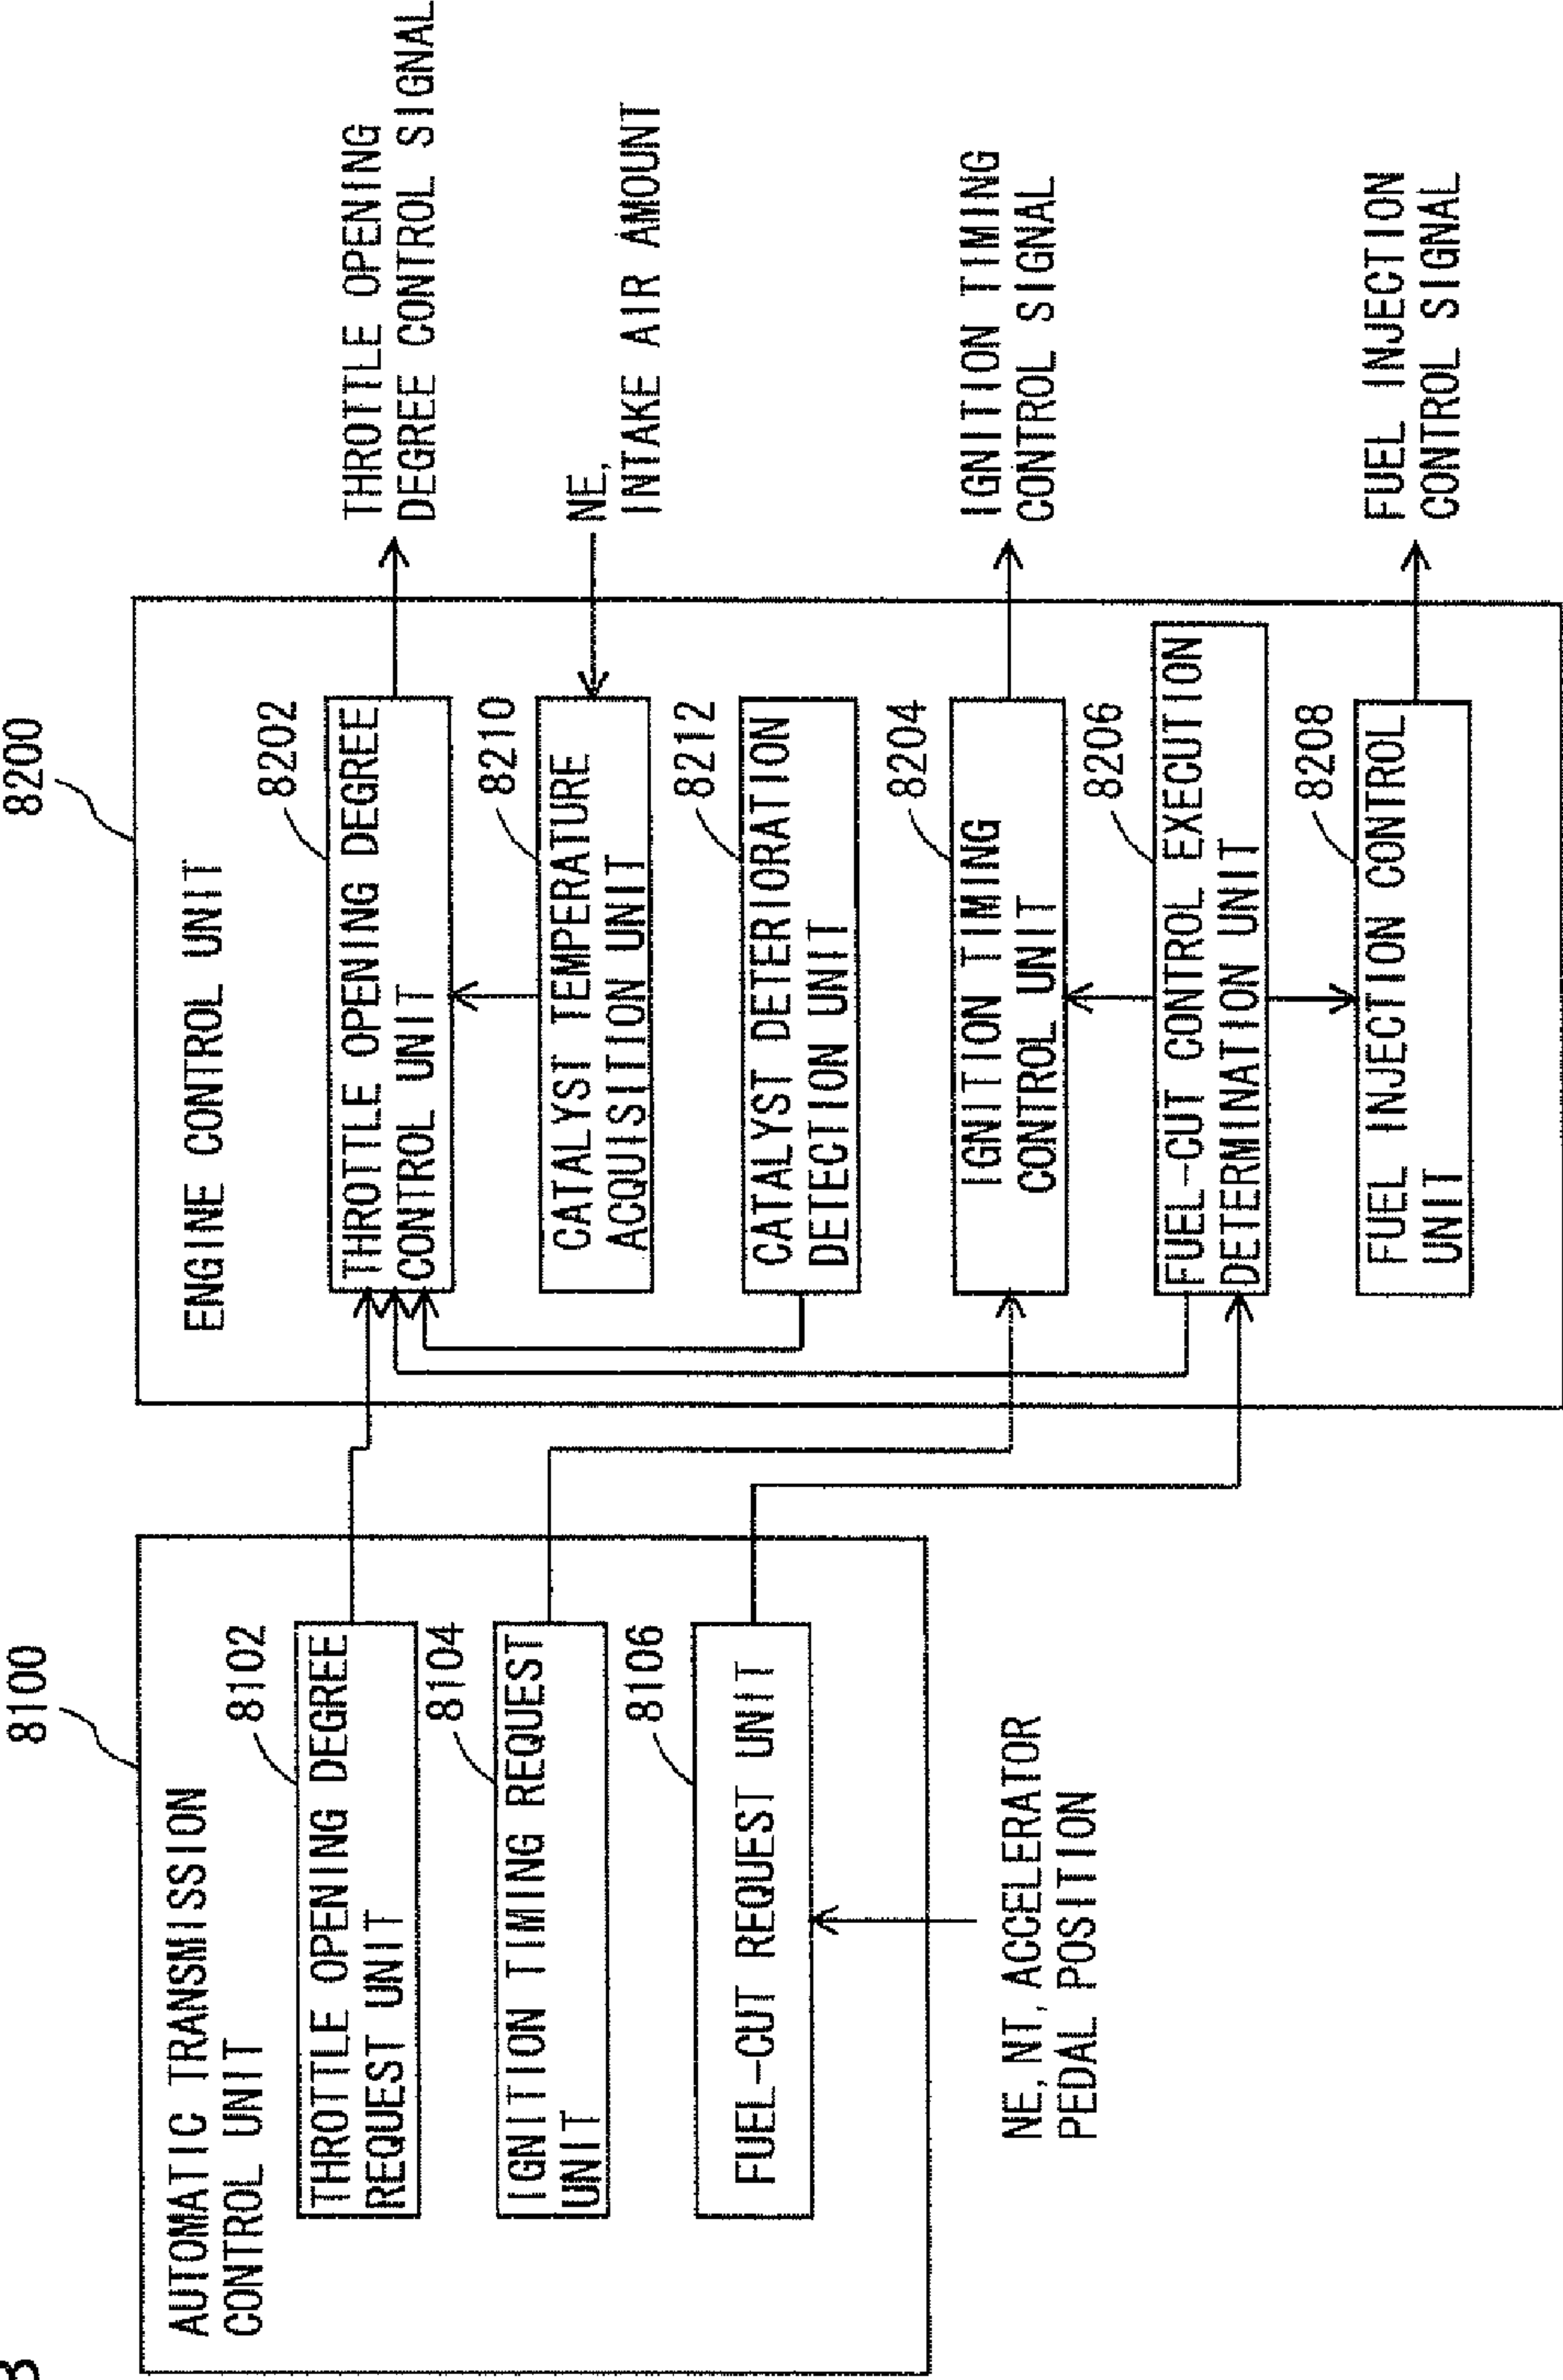 8100
AUTOMATIC TRANSMISSION
CONTROL UNIT
8102
THROTTLE OPENING DEGREE
REQUEST UNIT
8104
IGNITION TIMING REQUEST
UNIT
8106
FUEL-CUT REQUEST UNIT
NE, NT, ACCELERATOR
PEDAL POSITION
8200
ENGINE CONTROL UNIT
8202
THROTTLE OPENING DEGREE
CONTROL UNIT
8210
CATALYST TEMPERATURE
ACQUISITION UNIT
8212
CATALYST DETERIORATION
DETECTION UNIT
8204
IGNITION TIMING
CONTROL UNIT
8206
FUEL-CUT CONTROL EXECUTION
DETERMINATION UNIT
8208
FUEL INJECTION CONTROL
UNIT
THROTTLE OPENING
DEGREE CONTROL SIGNAL
NE,
INTAKE AIR AMOUNT
IGNITION TIMING
CONTROL SIGNAL
FUEL INJECTION
CONTROL SIGNAL